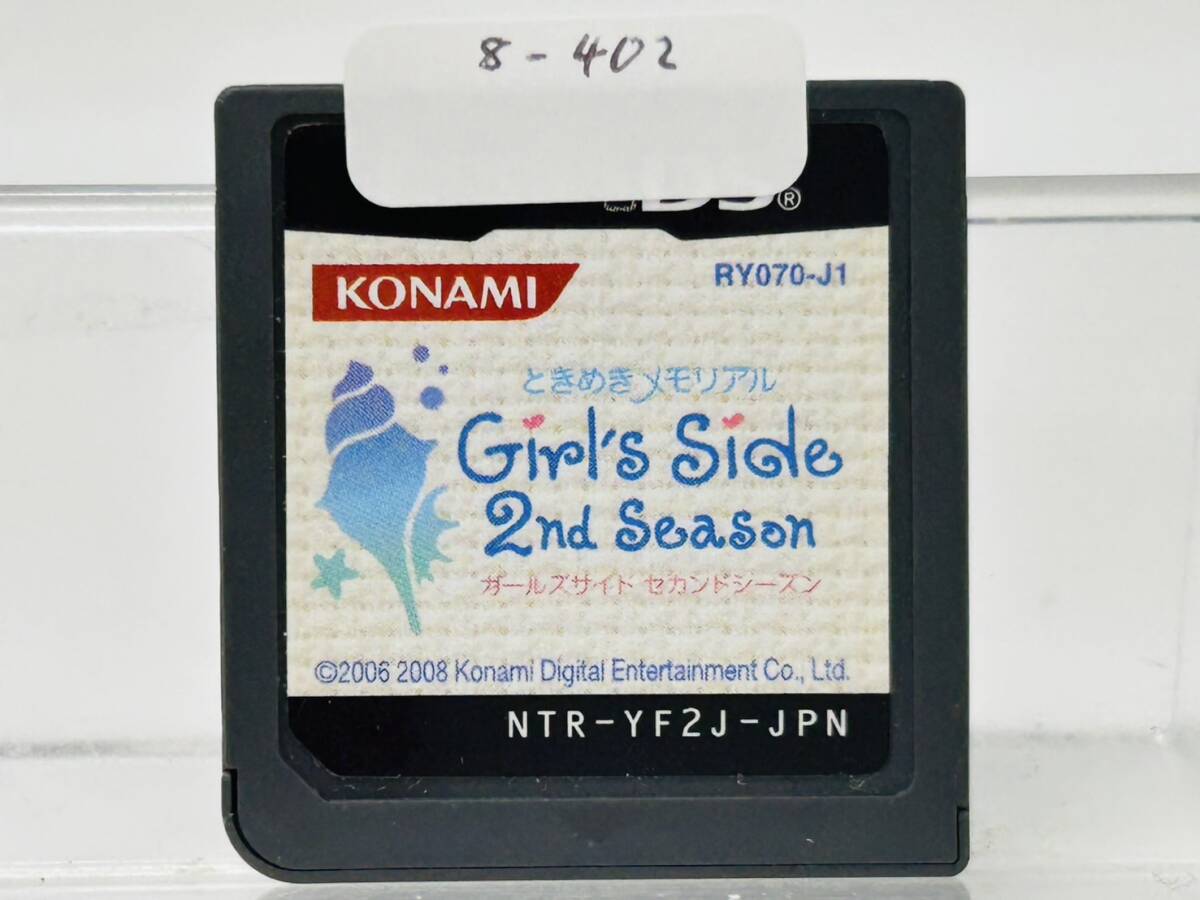 8-402
DS®
KONAMI
RY070-J1
ときめきメモリアル
Girl's Side
2nd Season
ガールズサイド セカンドシーズン
©2006 2008 Konami Digital Entertainment Co., Ltd.
NTR-YF2J-JPN